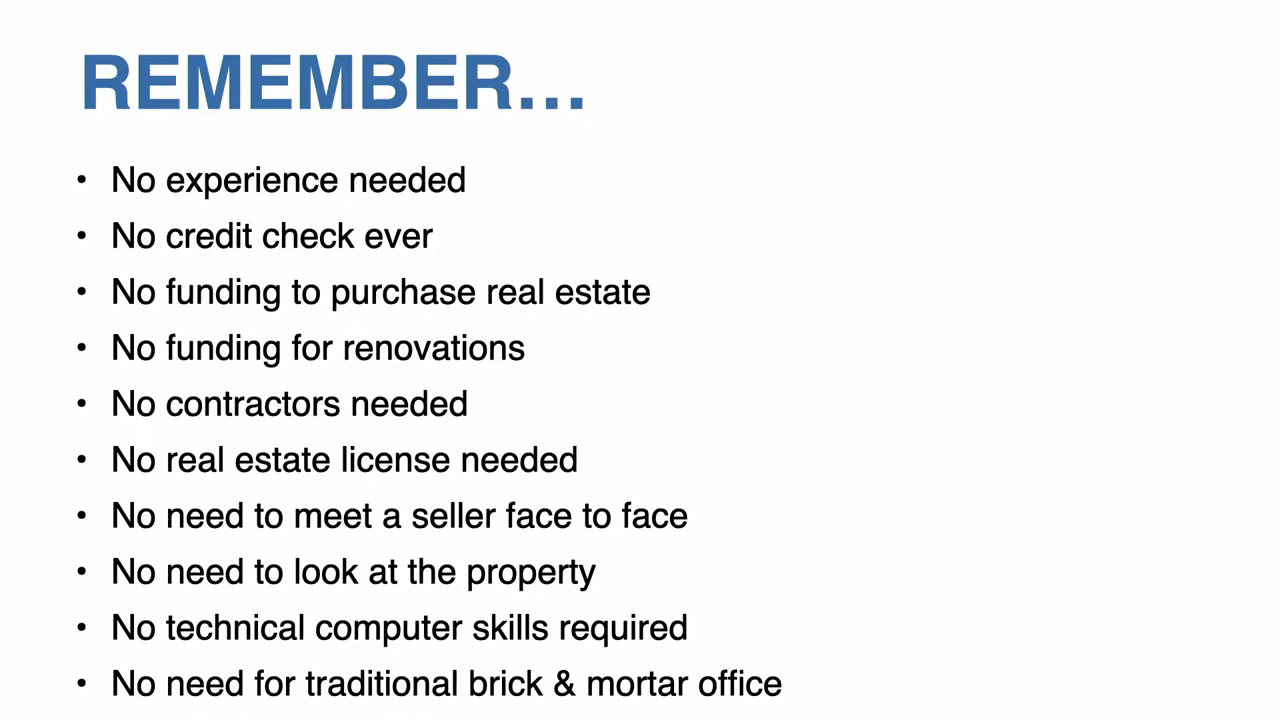 REMEMBER...
• No experience needed
• No credit check ever
• No funding to purchase real estate
• No funding for renovations
• No contractors needed
• No real estate license needed
• No need to meet a seller face to face
• No need to look at the property
• No technical computer skills required
• No need for traditional brick & mortar office